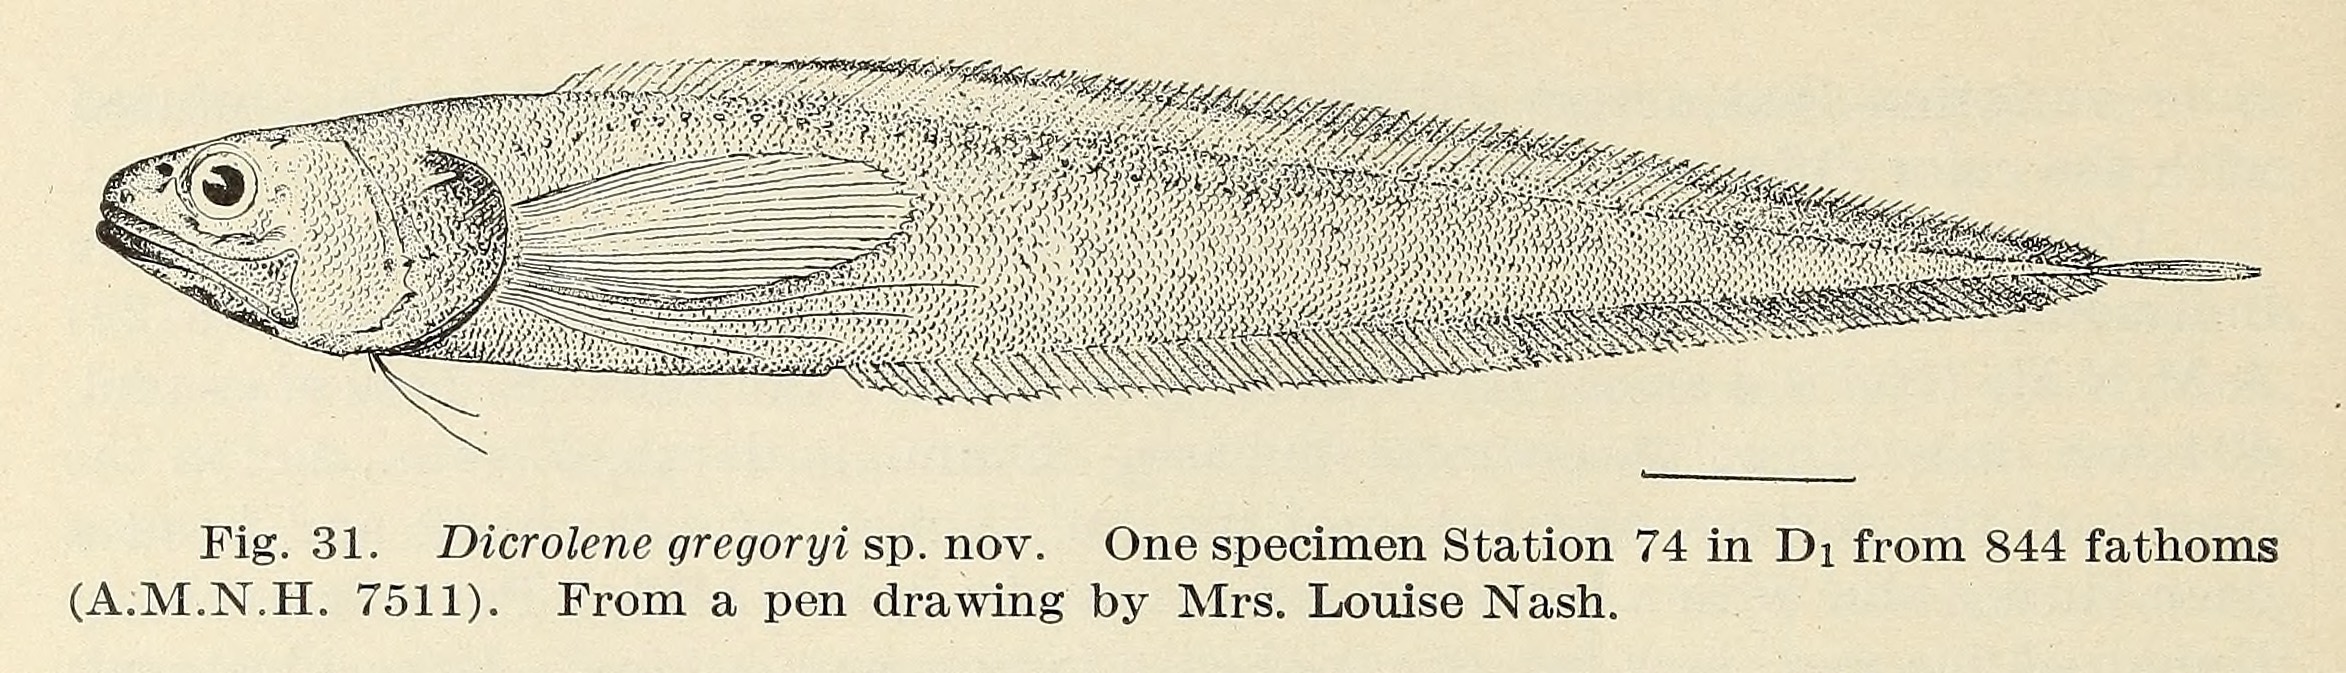 Fig. 31. Dicrolene gregoryi sp. nov. One specimen Station 74 in D1 from 844 fathoms
(A.M.N.H. 7511). From a pen drawing by Mrs. Louise Nash.